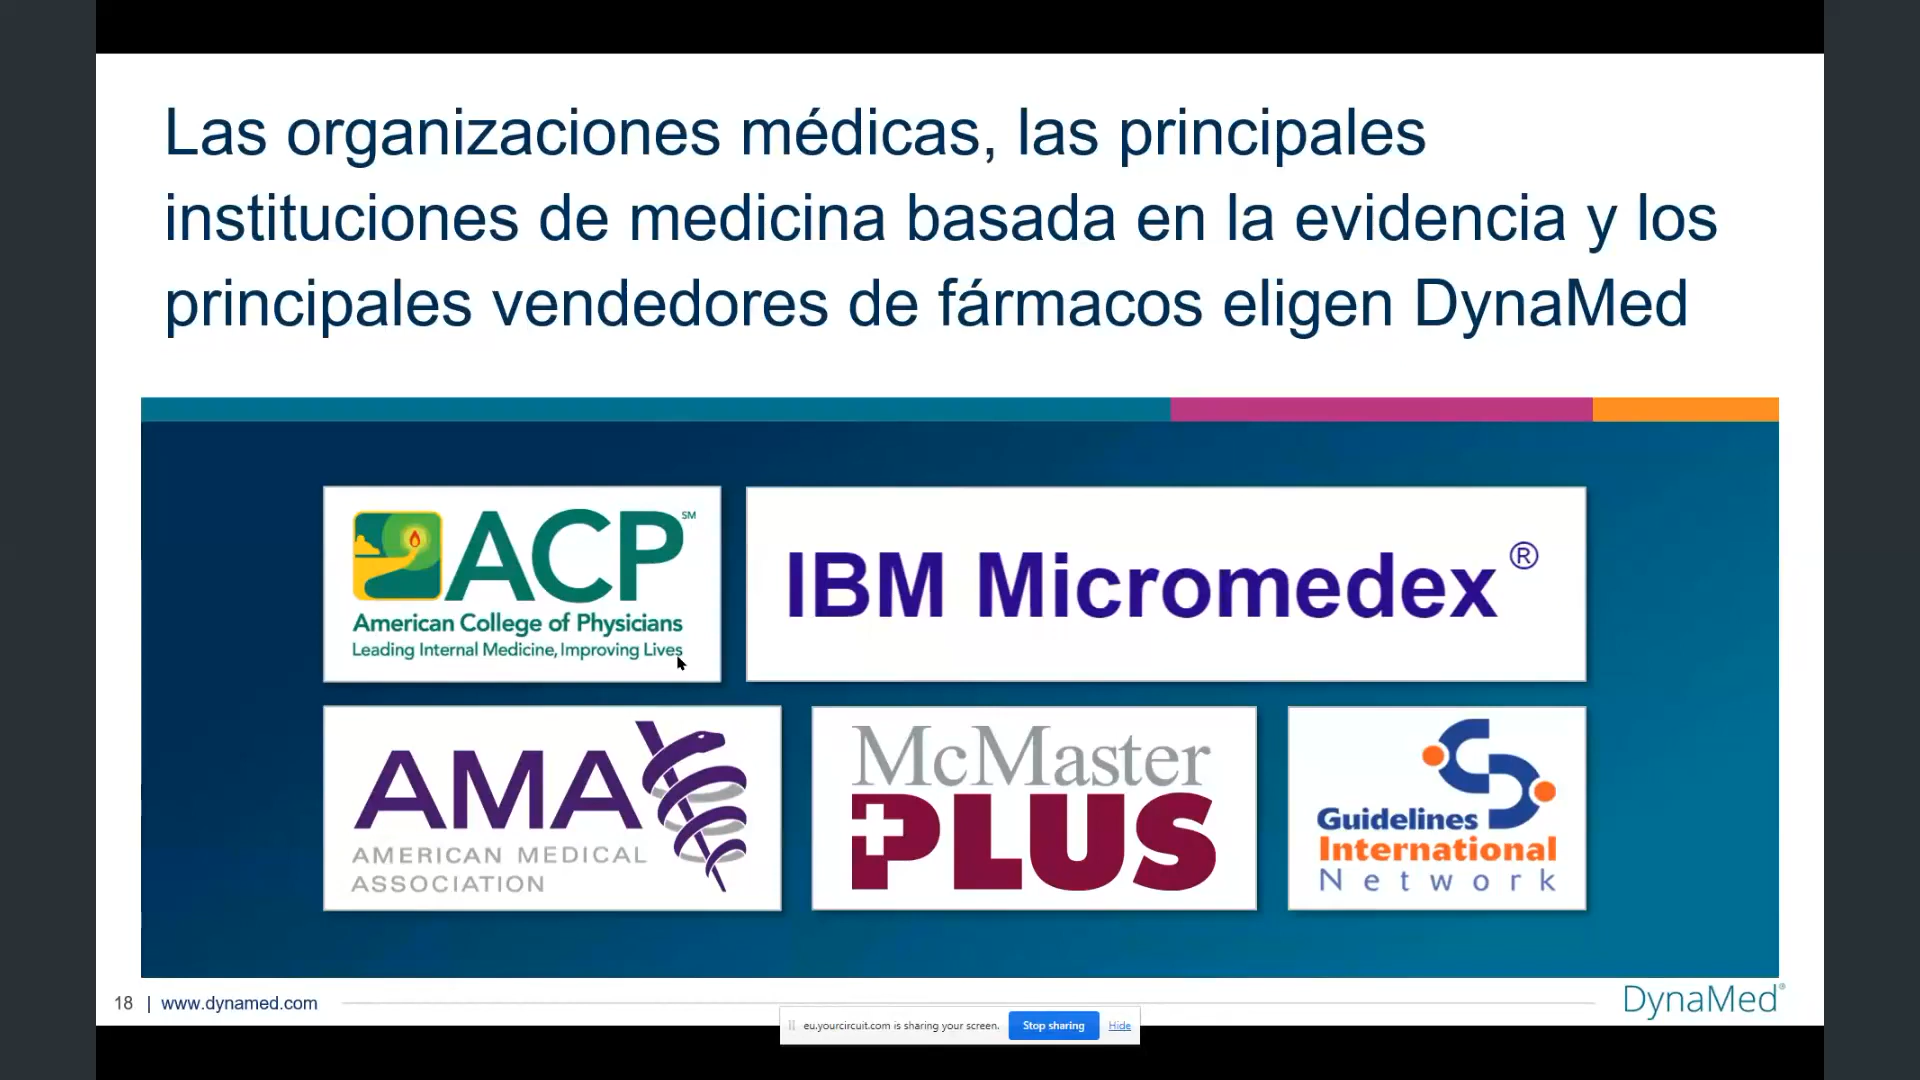 Las organizaciones médicas, las principales
instituciones de medicina basada en la evidencia y los
principales vendedores de fármacos eligen DynaMed
ACP℠
American College of Physicians
Leading Internal Medicine, Improving Lives
IBM Micromedex®
AMA
AMERICAN MEDICAL
ASSOCIATION
McMaster
PLUS
Guidelines
International
Network
18 | www.dynamed.com
DynaMed®
eu.yourcircuit.com is sharing your screen. Stop sharing Hide